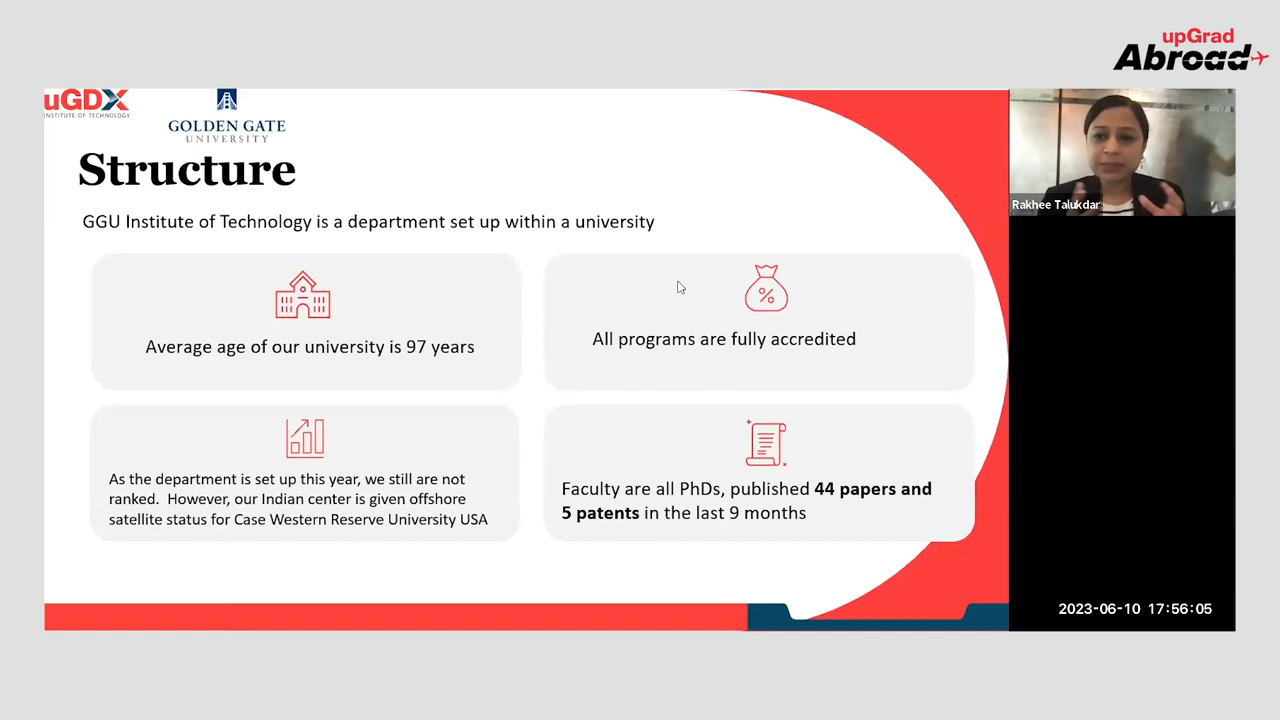 upGrad
Abroad
uGDX
INSTITUTE OF TECHNOLOGY
GOLDEN GATE
UNIVERSITY
Structure
GGU Institute of Technology is a department set up within a university
Average age of our university is 97 years
%
All programs are fully accredited
As the department is set up this year, we still are not
ranked. However, our Indian center is given offshore
satellite status for Case Western Reserve University USA
Faculty are all PhDs, published 44 papers and
5 patents in the last 9 months
Rakhee Talukdar
2023-06-10 17:56:05